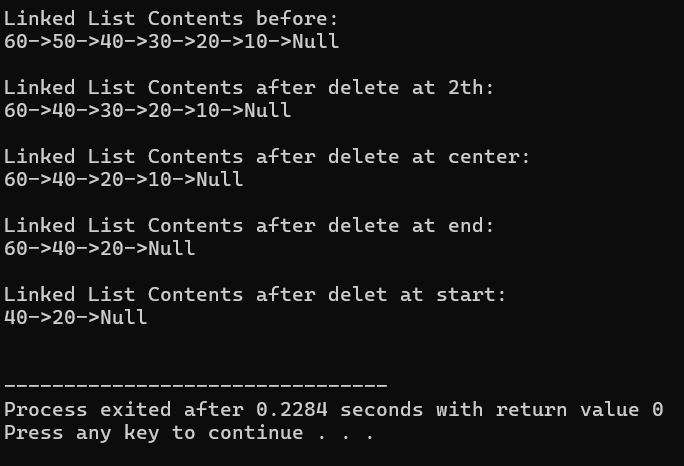 Linked List Contents before:
60->50->40->30->20->10->Null
Linked List Contents after delete at 2th:
60->40->30->20->10->Null
Linked List Contents after delete at center:
60->40->20->10->Null
Linked List Contents after delete at end:
60->40->20->Null
Linked List Contents after delet at start:
40->20->Null
--------------------------------
Process exited after 0.2284 seconds with return value 0
Press any key to continue . . .